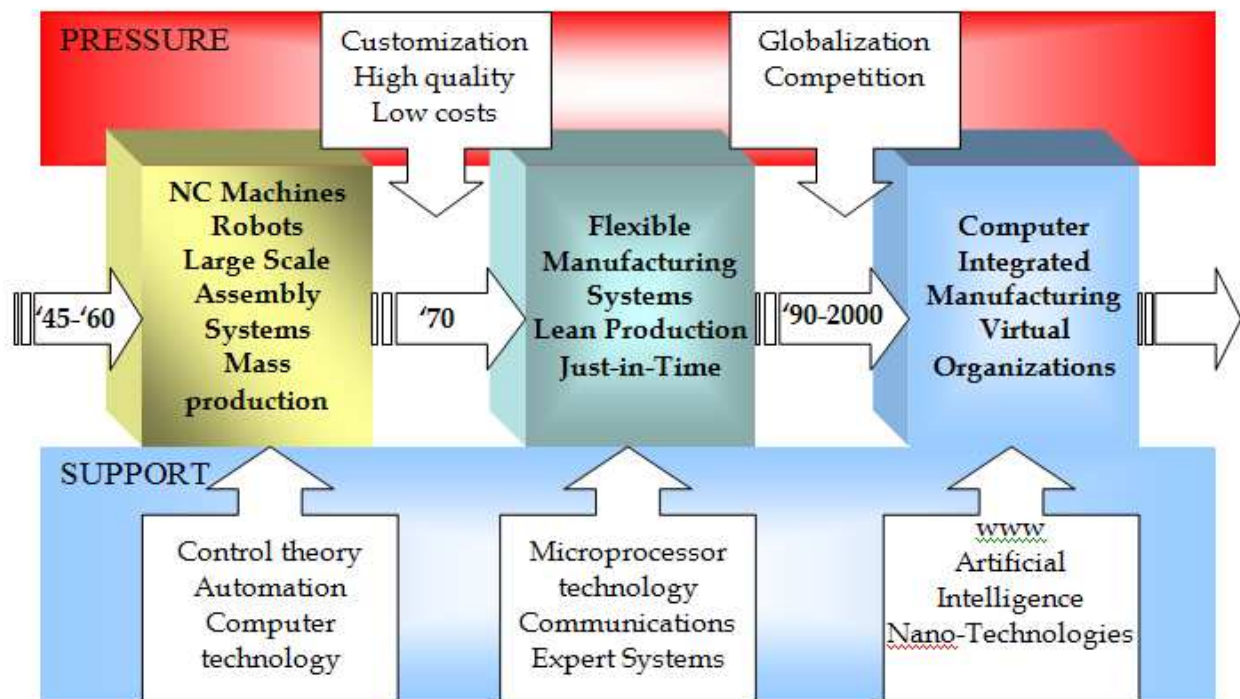 PRESSURE
Customization
High quality
Low costs
Globalization
Competition
‘45-‘60
NC Machines
Robots
Large Scale
Assembly
Systems
Mass
production
‘70
Flexible
Manufacturing
Systems
Lean Production
Just-in-Time
‘90-2000
Computer
Integrated
Manufacturing
Virtual
Organizations
SUPPORT
Control theory
Automation
Computer
technology
Microprocessor
technology
Communications
Expert Systems
www
Artificial
Intelligence
Nano-Technologies